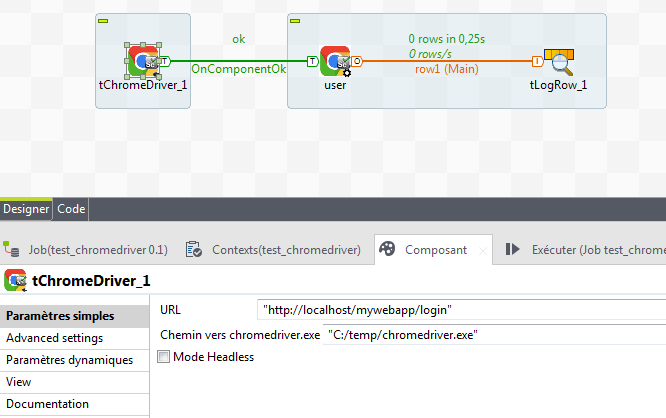 ok
0 rows in 0,25s
0 rows/s
OnComponentOk
row1 (Main)
T
T
O
I
tChromeDriver_1
user
tLogRow_1
Designer
Code
Job(test_chromedriver 0.1)
Contexts(test_chromedriver)
Composant
Exécuter (Job test_chrome
tChromeDriver_1
Paramètres simples
URL
"http://localhost/mywebapp/login"
Advanced settings
Chemin vers chromedriver.exe
"C:/temp/chromedriver.exe"
Paramètres dynamiques
Mode Headless
View
Documentation